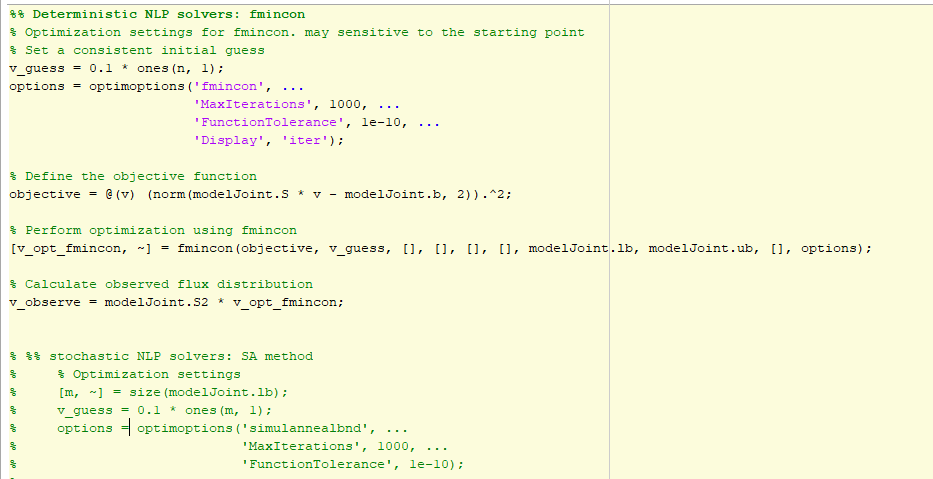 %% Deterministic NLP solvers: fmincon
% Optimization settings for fmincon. may sensitive to the starting point
% Set a consistent initial guess
v_guess = 0.1 * ones(n, 1);
options = optimoptions('fmincon', ...
'MaxIterations', 1000, ...
'FunctionTolerance', 1e-10, ...
'Display', 'iter');
% Define the objective function
objective = @(v) (norm(modelJoint.S * v - modelJoint.b, 2)).^2;
% Perform optimization using fmincon
[v_opt_fmincon, ~] = fmincon(objective, v_guess, [], [], [], [], modelJoint.lb, modelJoint.ub, [], options);
% Calculate observed flux distribution
v_observe = modelJoint.S2 * v_opt_fmincon;
% %% stochastic NLP solvers: SA method
% % Optimization settings
% [m, ~] = size(modelJoint.lb);
% v_guess = 0.1 * ones(m, 1);
% options = optimoptions('simulannealbnd', ...
% 'MaxIterations', 1000, ...
% 'FunctionTolerance', 1e-10);